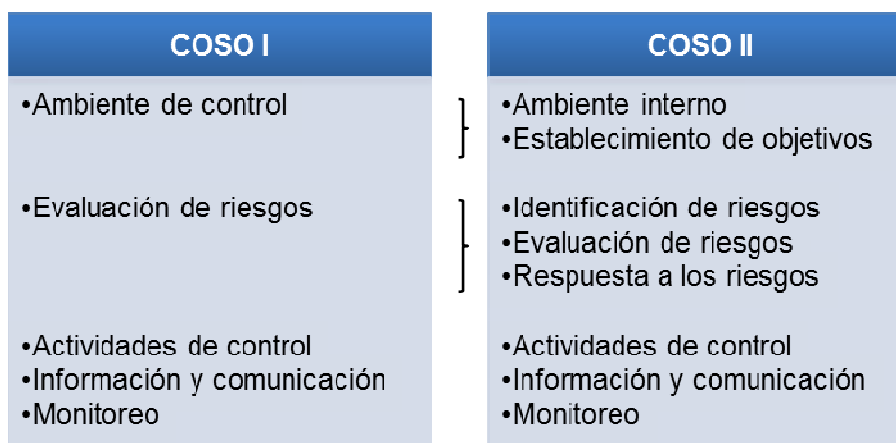 COSO I
•Ambiente de control
•Evaluación de riesgos
•Actividades de control
•Información y comunicación
•Monitoreo
COSO II
•Ambiente interno
•Establecimiento de objetivos
•Identificación de riesgos
•Evaluación de riesgos
•Respuesta a los riesgos
•Actividades de control
•Información y comunicación
•Monitoreo